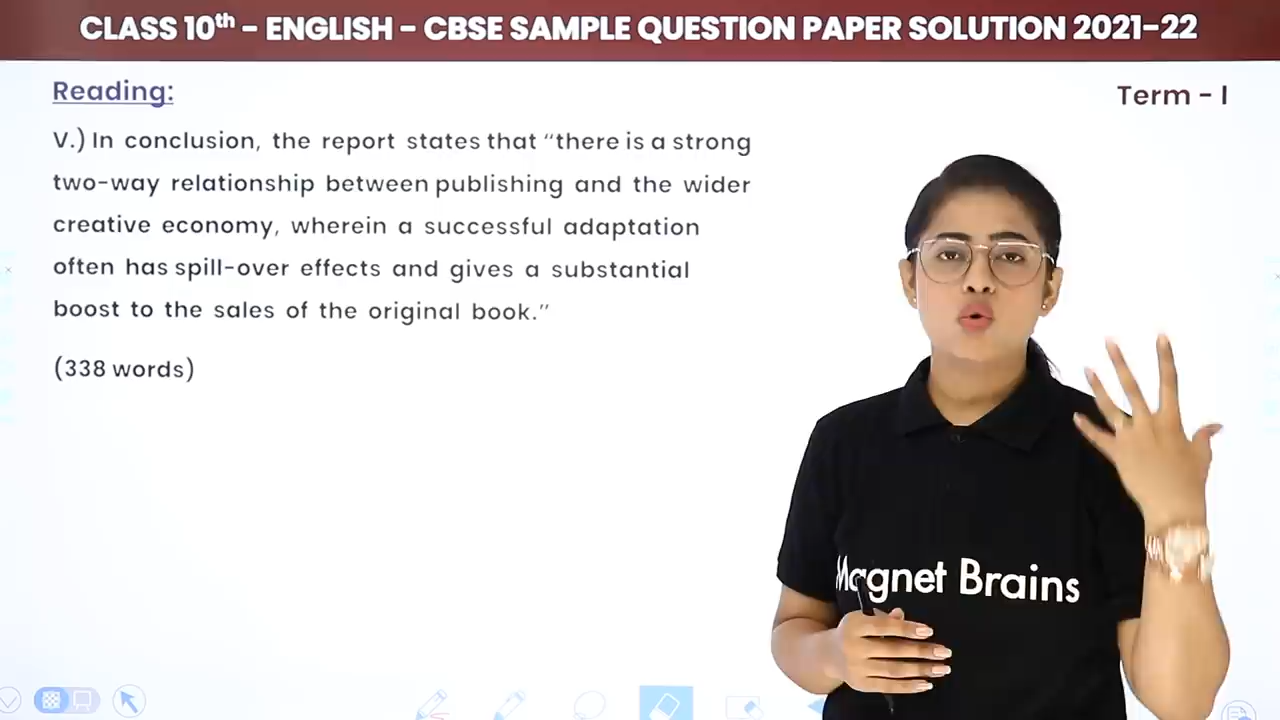 CLASS 10th - ENGLISH - CBSE SAMPLE QUESTION PAPER SOLUTION 2021-22
Reading:
Term - I
V.) In conclusion, the report states that “there is a strong
two-way relationship between publishing and the wider
creative economy, wherein a successful adaptation
often has spill-over effects and gives a substantial
boost to the sales of the original book.”
(338 words)
Magnet Brains